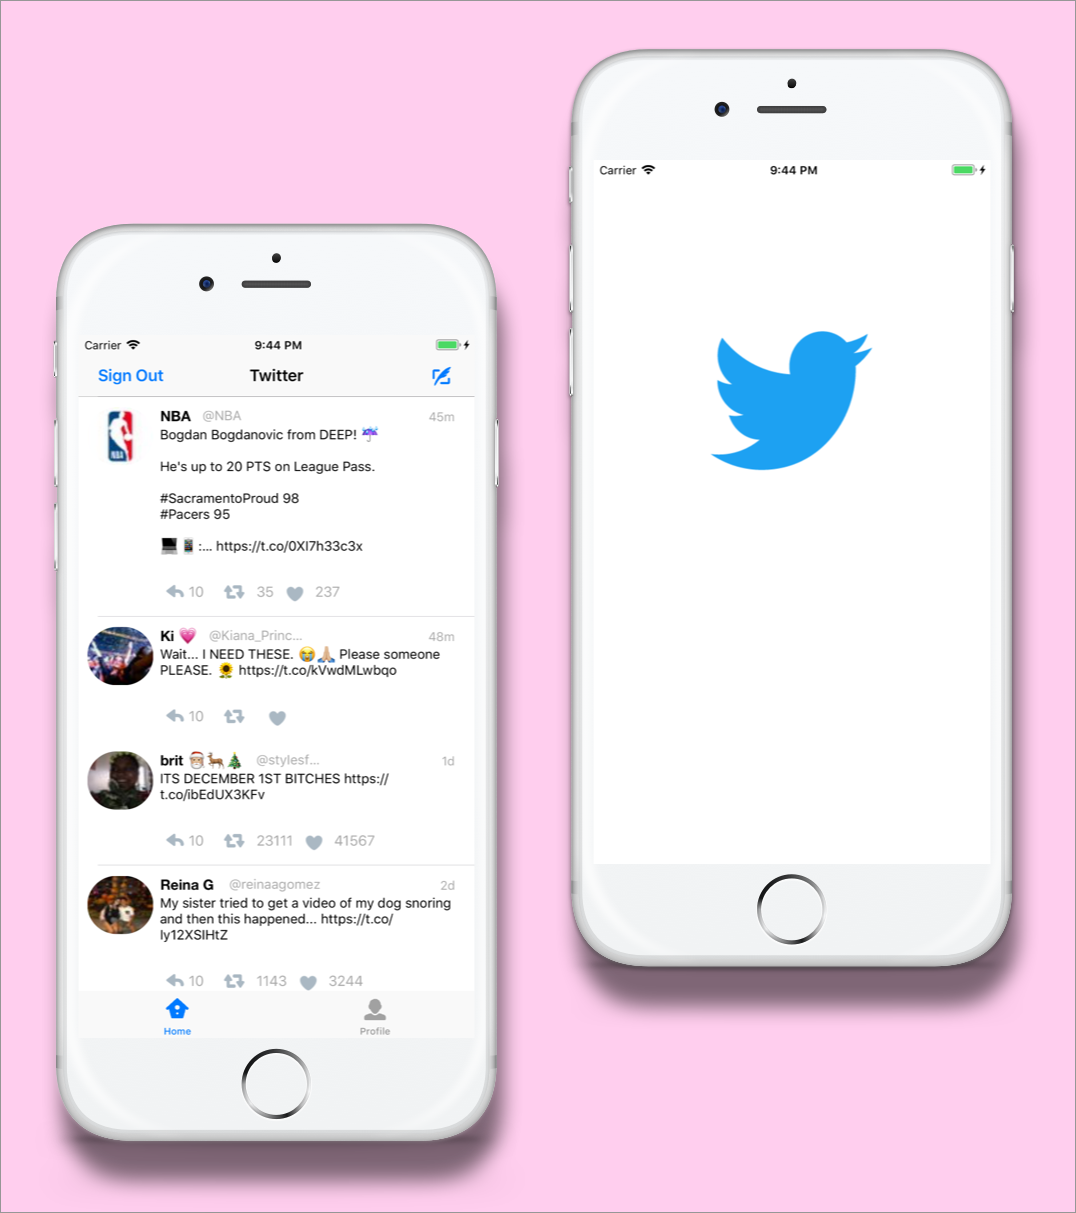 Carrier 9:44 PM
Sign Out Twitter
NBA @NBA 45m
Bogdan Bogdanovic from DEEP! ☔
He's up to 20 PTS on League Pass.
#SacramentoProud 98
#Pacers 95
💻 📱 :... https://t.co/0XI7h33c3x
10 35 237
Ki 💗 @Kiana_Princ... 48m
Wait... I NEED THESE. 😭🙏🏼 Please someone
PLEASE. 🌻 https://t.co/kVwdMLwbqo
10
brit 🎅🏼🦌🎄 @stylesf... 1d
ITS DECEMBER 1ST BITCHES https://
t.co/ibEdUX3KFv
10 23111 41567
Reina G @reinaagomez 2d
My sister tried to get a video of my dog snoring
and then this happened... https://t.co/
Iy12XSIHtZ
10 1143 3244
Home Profile
Carrier 9:44 PM